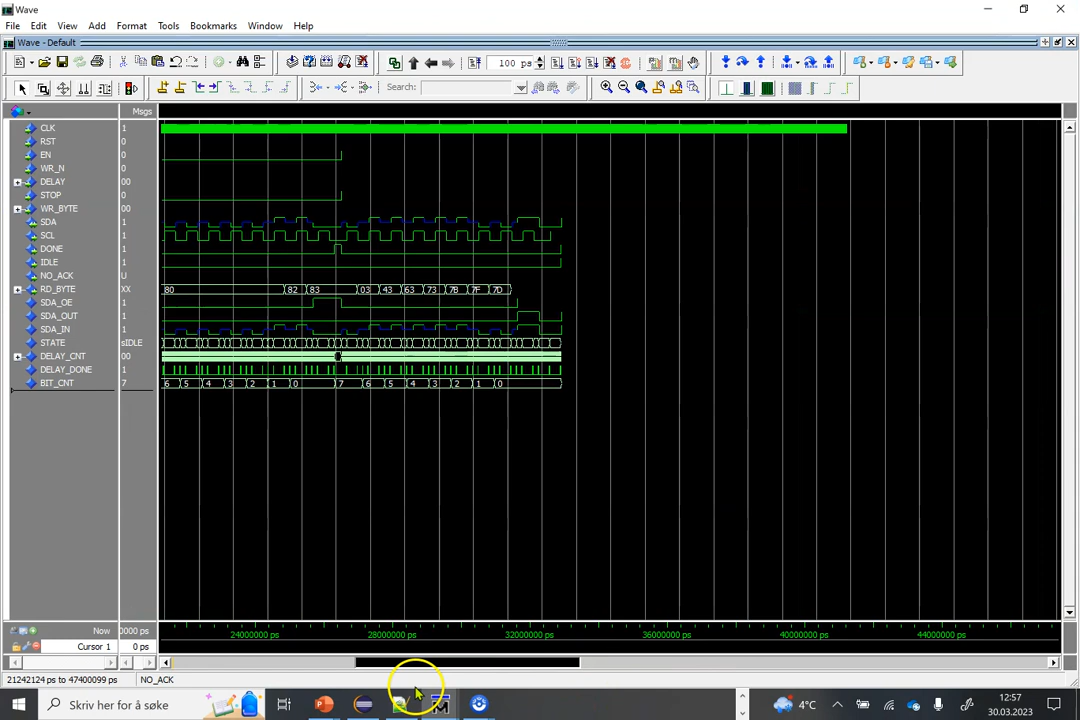 Wave
File Edit View Add Format Tools Bookmarks Window Help
Wave - Default
100 ps
Search:
Msgs
CLK 1
RST 0
EN 0
WR_N 0
DELAY 00
STOP 0
WR_BYTE 00
SDA 1
SCL 1
DONE 1
IDLE 1
NO_ACK U
RD_BYTE XX 80 82 83 03 43 63 73 7B 7F 7D
SDA_OE 1
SDA_OUT 1
SDA_IN 1
STATE sIDLE
DELAY_CNT 00
DELAY_DONE 1
BIT_CNT 7 6 5 4 3 2 1 0 7 6 5 4 3 2 1 0
Now 0000 ps 24000000 ps 28000000 ps 32000000 ps 36000000 ps 40000000 ps 44000000 ps
Cursor 1 0 ps
21242124 ps to 47400099 ps NO_ACK
Skriv her for å søke 4°C 12:57
30.03.2023